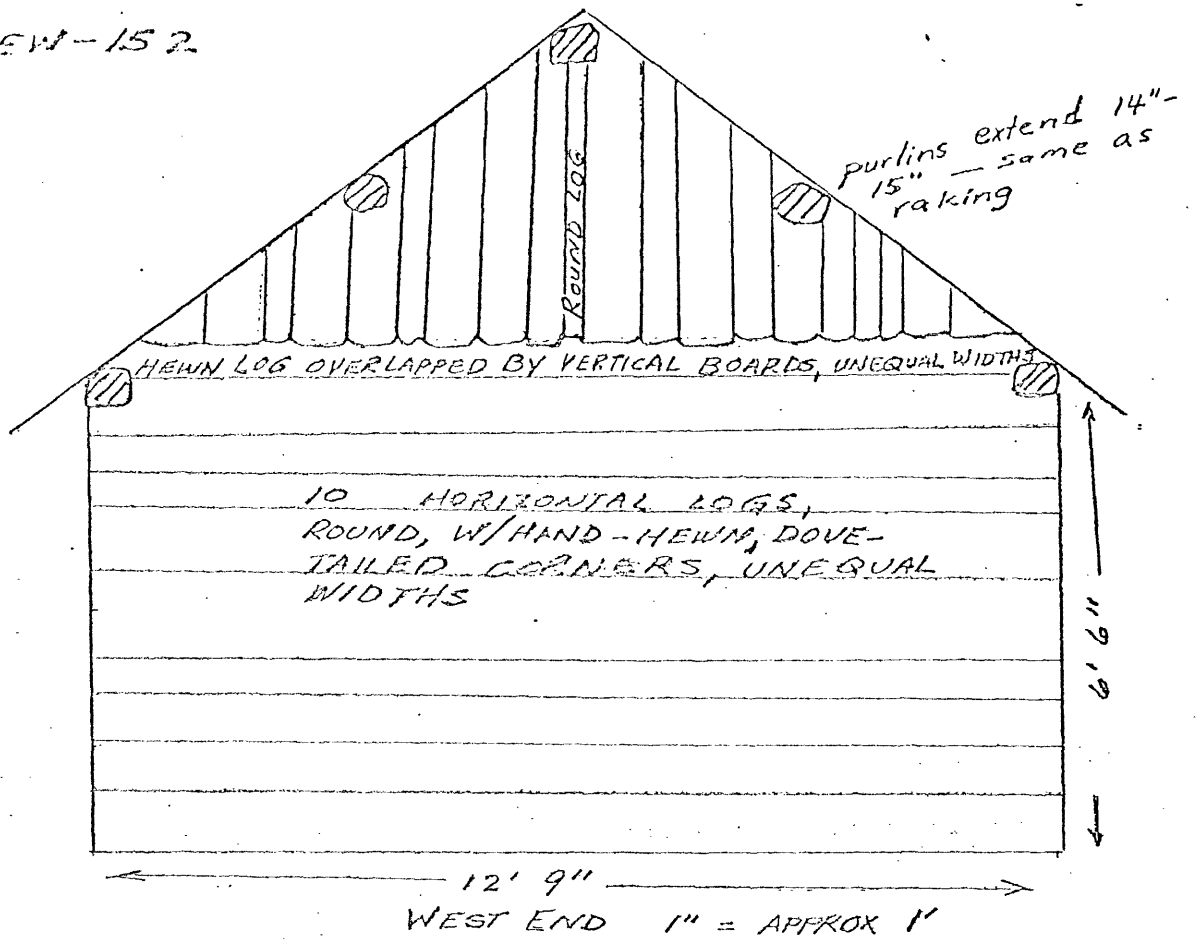 EW-152
purlins extend 14"-
15" — same as
raking
ROUND LOG
HEWN LOG OVERLAPPED BY VERTICAL BOARDS, UNEQUAL WIDTHS
10 HORIZONTAL LOGS,
ROUND, W/HAND-HEWN, DOVE-
TAILED CORNERS, UNEQUAL
WIDTHS
6' 6"
12' 9"
WEST END 1" = APPROX 1'